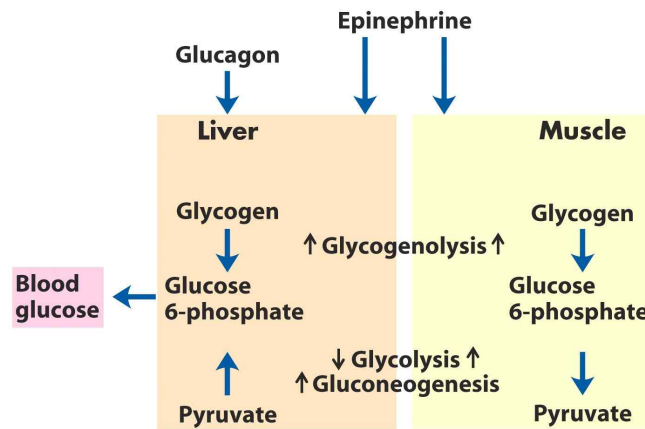 Epinephrine
Glucagon
Liver
Muscle
Glycogen
Glycogen
↑ Glycogenolysis ↑
Blood
glucose
Glucose
6-phosphate
Glucose
6-phosphate
↓ Glycolysis ↑
↑ Gluconeogenesis
Pyruvate
Pyruvate